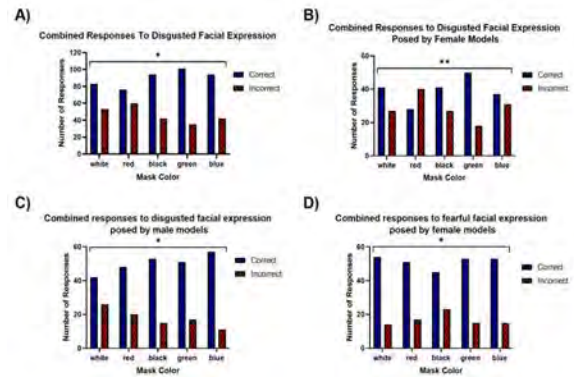 A)
Combined Responses To Disgusted Facial Expression
*
120
100
80
60
40
20
0
Number of Responses
Correct
Incorrect
white red black green blue
Mask Color
B)
Combined Responses To Disgusted Facial Expression
Posed by Female Models
**
60
40
20
0
Number of Responses
Correct
Incorrect
white red black green blue
Mask Color
C)
Combined responses to disgusted facial expression
posed by male models
*
60
40
20
0
Number of Responses
Correct
Incorrect
white red black green blue
Mask Color
D)
Combined responses to fearful facial expression
posed by female models
*
60
40
20
0
Number of Responses
Correct
Incorrect
white red black green blue
Mask Color